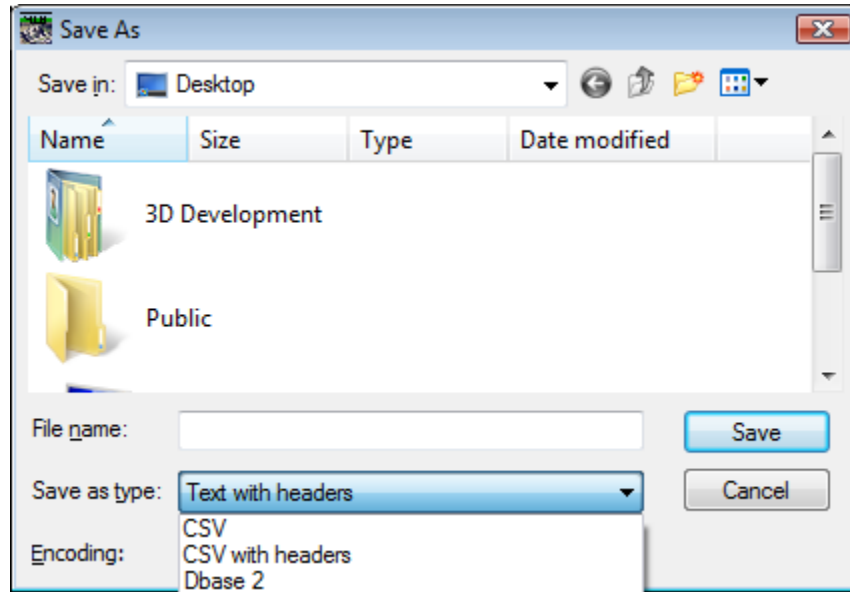 Save As
Save in: Desktop
Name Size Type Date modified
3D Development
Public
File name: Save
Save as type: Text with headers Cancel
CSV
Encoding: CSV with headers
Dbase 2